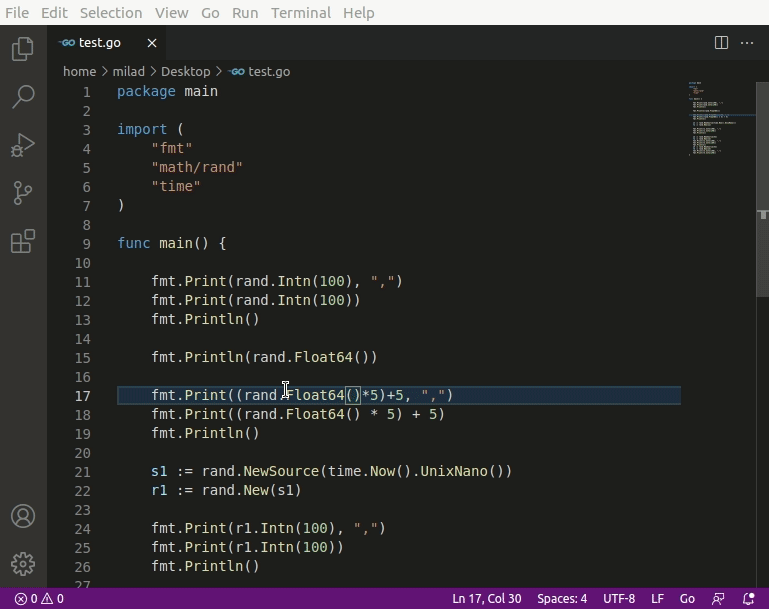 File Edit Selection View Go Run Terminal Help
GO test.go ×
home > milad > Desktop > GO test.go
1 package main
2
3 import (
4 "fmt"
5 "math/rand"
6 "time"
7 )
8
9 func main() {
10
11 fmt.Print(rand.Intn(100), ",")
12 fmt.Print(rand.Intn(100))
13 fmt.Println()
14
15 fmt.Println(rand.Float64())
16
17 fmt.Print((rand.Float64()*5)+5, ",")
18 fmt.Print((rand.Float64() * 5) + 5)
19 fmt.Println()
20
21 s1 := rand.NewSource(time.Now().UnixNano())
22 r1 := rand.New(s1)
23
24 fmt.Print(r1.Intn(100), ",")
25 fmt.Print(r1.Intn(100))
26 fmt.Println()
27
0 0 Ln 17, Col 30 Spaces: 4 UTF-8 LF Go